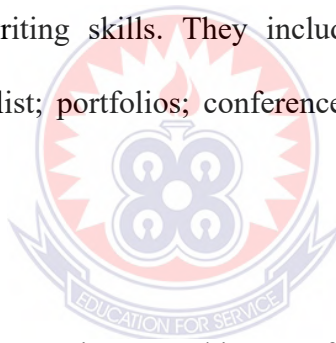 riting skills. They includ
list; portfolios; conference
EDUCATION FOR SERVICE